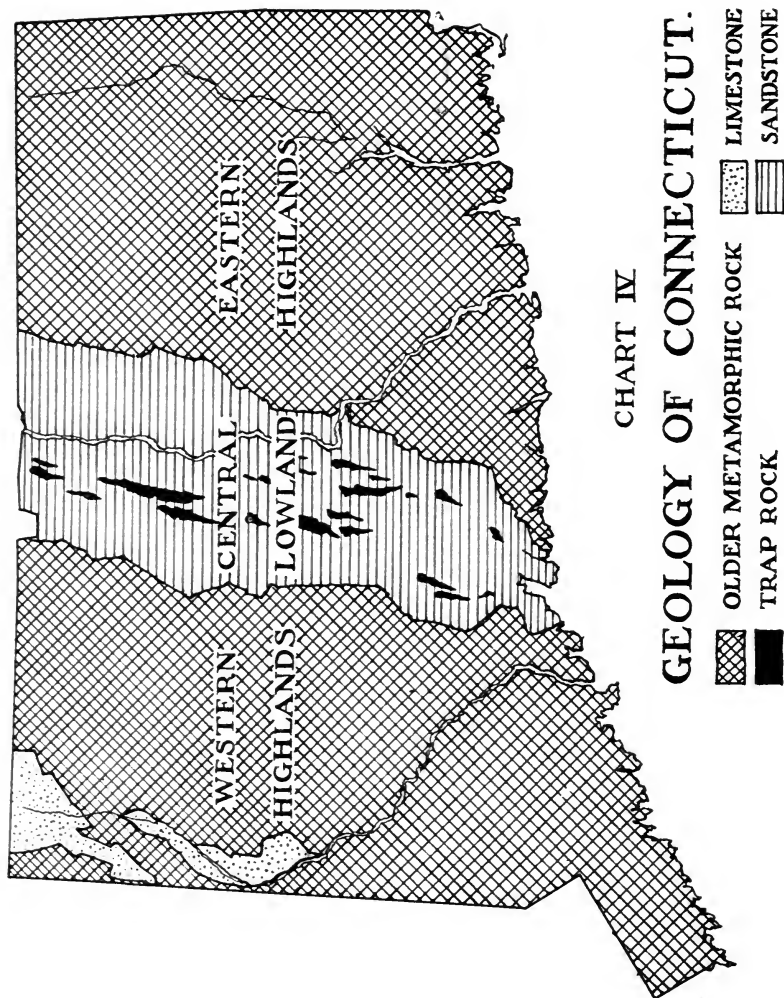 WESTERN
HIGHLANDS
CENTRAL
LOWLAND
EASTERN
HIGHLANDS
CHART IV
GEOLOGY OF CONNECTICUT.
OLDER METAMORPHIC ROCK
LIMESTONE
TRAP ROCK
SANDSTONE